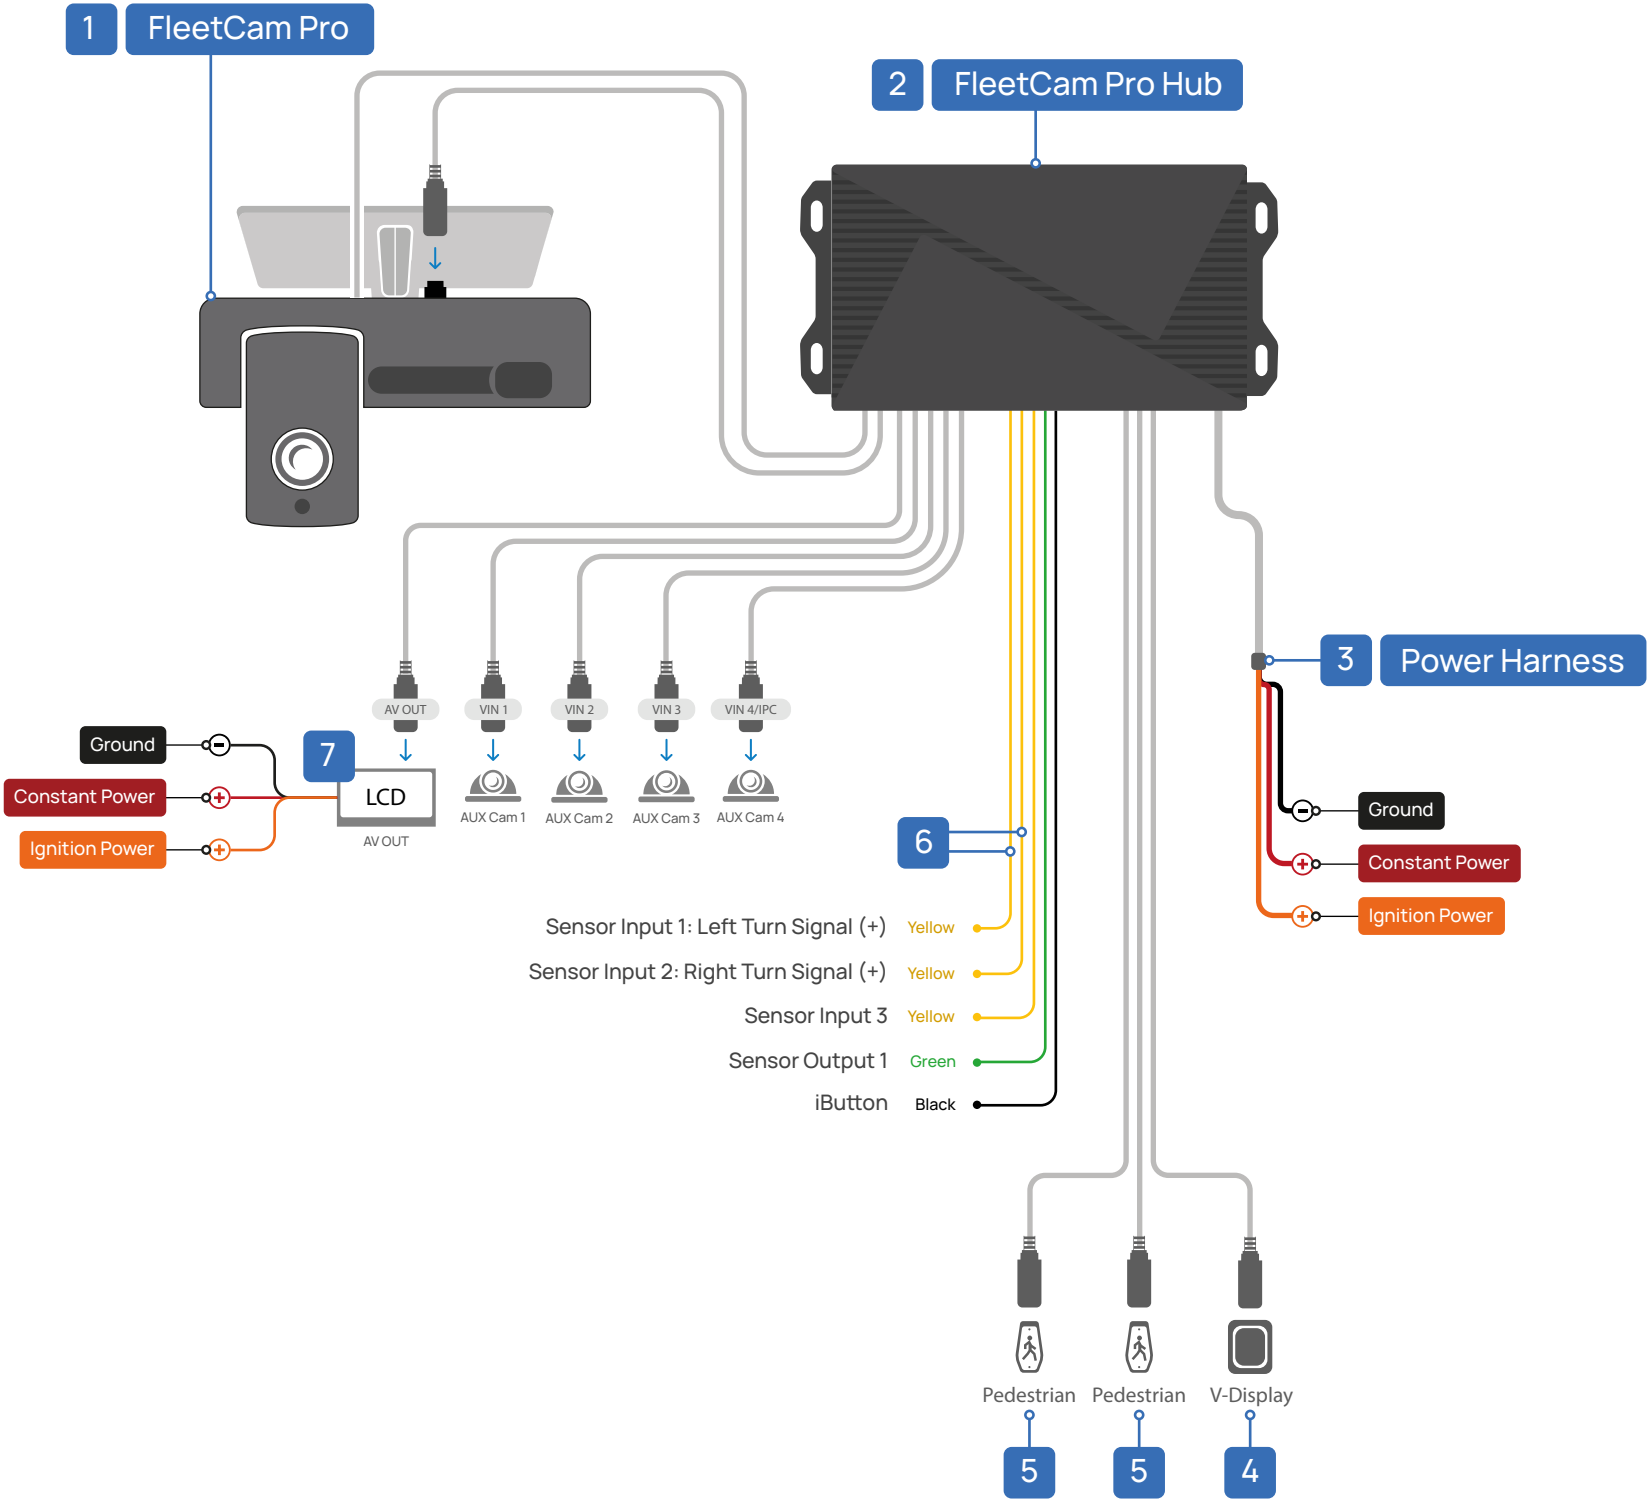 1 FleetCam Pro
2 FleetCam Pro Hub
3 Power Harness
AV OUT VIN 1 VIN 2 VIN 3 VIN 4/IPC
7
Ground
Constant Power
Ignition Power
LCD
AV OUT
AUX Cam 1 AUX Cam 2 AUX Cam 3 AUX Cam 4
Ground
Constant Power
Ignition Power
6
Sensor Input 1: Left Turn Signal (+) Yellow
Sensor Input 2: Right Turn Signal (+) Yellow
Sensor Input 3 Yellow
Sensor Output 1 Green
iButton Black
Pedestrian Pedestrian V-Display
5 5 4